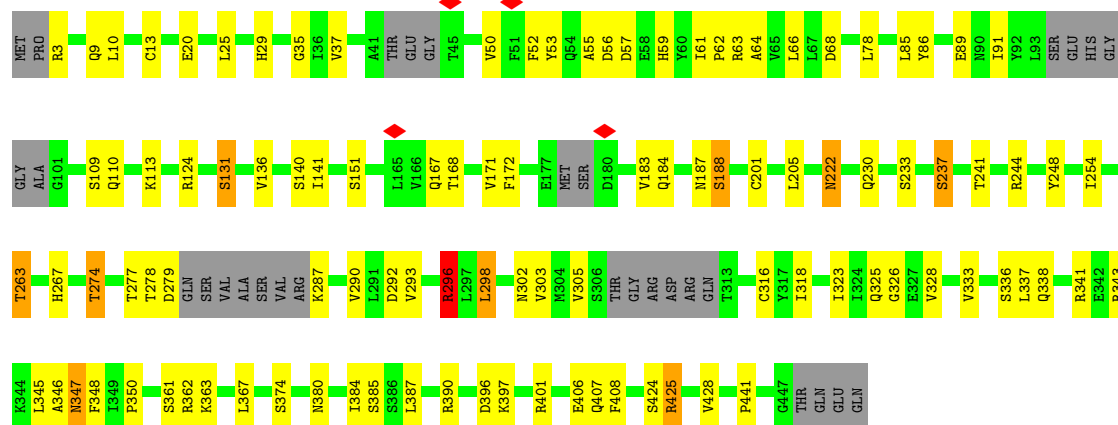 MET PRO R3 Q9 L10 C13 E20 L25 H29 G35 I36 V37 A41 THR GLU GLY T45 V50 F51 F52 Y53 Q54 A55 D56 D57 E58 H59 Y60 I61 P62 R63 A64 V65 L66 L67 D68 L78 L85 Y86 E89 N90 I91 Y92 L93 SER GLU HIS GLY
GLY ALA G101 S109 Q110 K113 R124 S131 V136 S140 I141 S151 L165 V166 Q167 T168 V171 F172 E177 MET SER D180 V183 Q184 N187 S188 C201 L205 N222 Q230 S233 S237 T241 R244 Y248 I254
T263 H267 T274 T277 T278 D279 GLN SER VAL ALA SER VAL ARG K287 V290 L291 D292 V293 R296 L297 L298 N302 V303 M304 V305 S306 THR GLY ARG ASP ARG GLN T313 C316 Y317 I318 I323 I324 Q325 G326 E327 V328 V333 S336 L337 Q338 R341 E342 R343
K344 L345 A346 N347 F348 I349 P350 S361 R362 K363 L367 S374 N380 I384 S385 S386 L387 R390 D396 K397 R401 E406 Q407 F408 S424 R425 V428 P441 G447 THR GLN GLU GLN